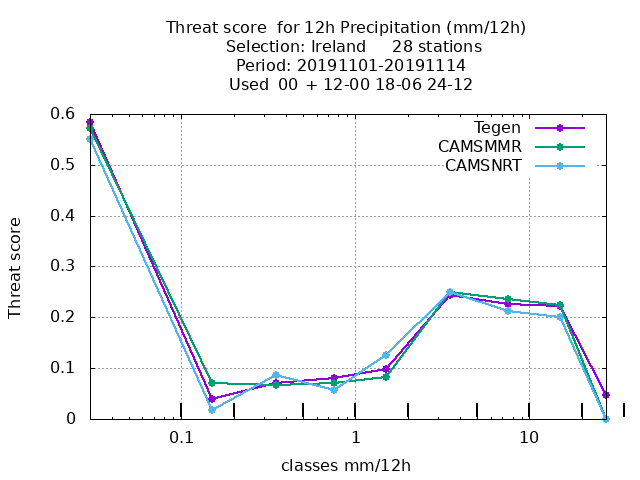 Threat score  for 12h Precipitation (mm/12h)
Selection: Ireland     28 stations
Period: 20191101-20191114
Used  00  + 12-00 18-06 24-12
Tegen
CAMSMMR
CAMSNRT
0.6
0.5
0.4
0.3
0.2
0.1
0
Threat score
0.1 1 10
classes mm/12h